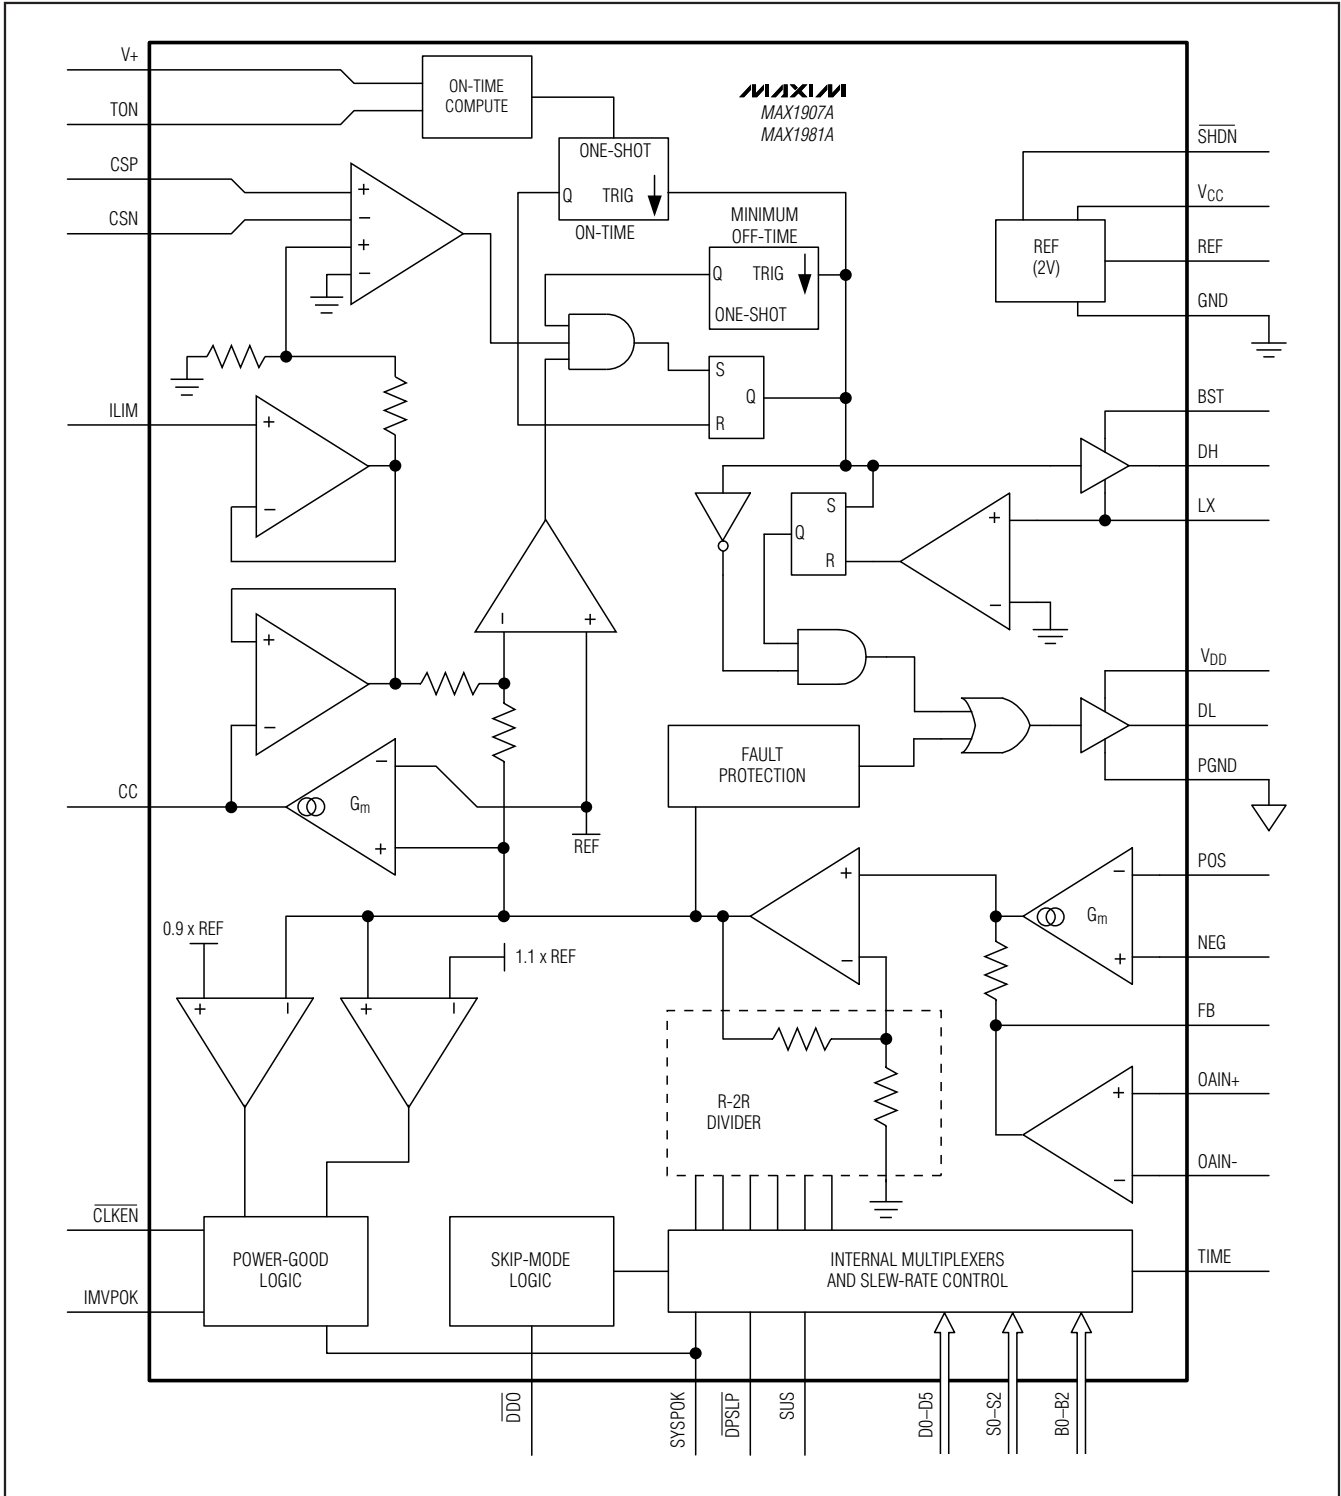 V+
TON
CSP
CSN
ILIM
CC
CLKEN
IMVPOK
ON-TIME
COMPUTE
MAXIM
MAX1907A
MAX1981A
ONE-SHOT
Q TRIG
ON-TIME
MINIMUM
OFF-TIME
Q TRIG
ONE-SHOT
+
−
+
−
S
Q
R
+
−
REF
(2V)
SHDN
VCC
REF
GND
BST
DH
LX
S
Q
R
+
−
− +
+
−
VDD
DL
PGND
FAULT
PROTECTION
−
Gm
+
REF
POS
NEG
FB
OAIN+
OAIN-
+
−
−
Gm
+
0.9 x REF
1.1 x REF
+ −
+ −
R-2R
DIVIDER
+
−
POWER-GOOD
LOGIC
SKIP-MODE
LOGIC
INTERNAL MULTIPLEXERS
AND SLEW-RATE CONTROL
TIME
DDO
SYSPOK
DPSLP
SUS
D0–D5
S0–S2
B0–B2